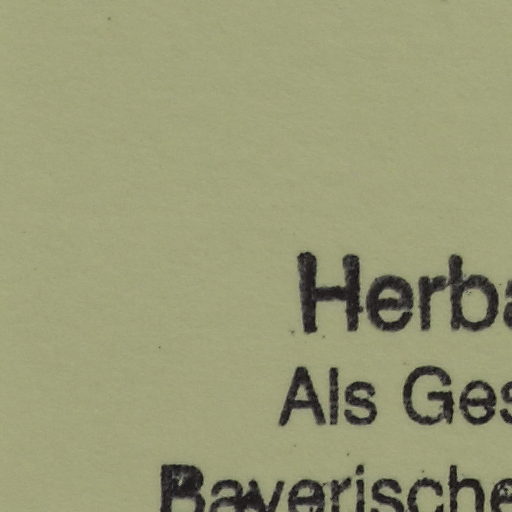 Herba
Als Ges
Bayerische